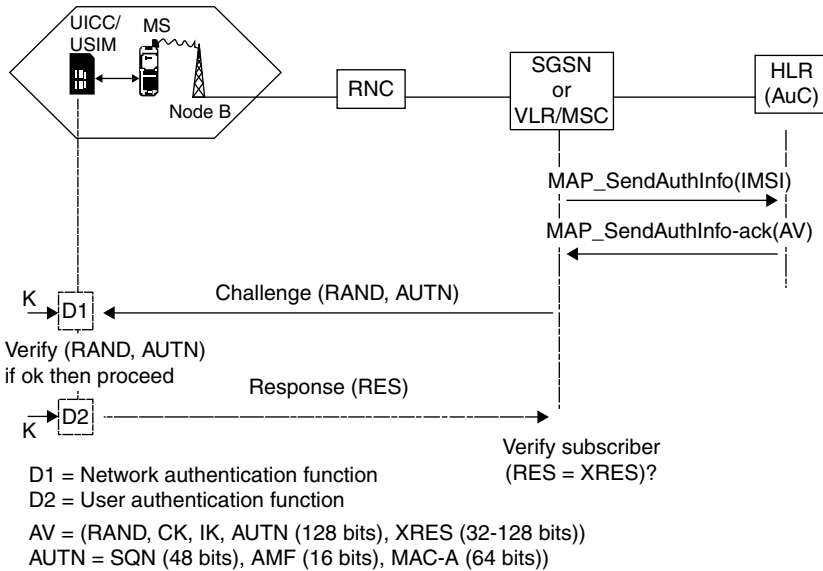 UICC/
USIM
MS
Node B
RNC
SGSN
or
VLR/MSC
HLR
(AuC)
MAP_SendAuthInfo(IMSI)
MAP_SendAuthInfo-ack(AV)
Challenge (RAND, AUTN)
K
D1
Verify (RAND, AUTN)
if ok then proceed
Response (RES)
K
D2
Verify subscriber
(RES = XRES)?
D1 = Network authentication function
D2 = User authentication function
AV = (RAND, CK, IK, AUTN (128 bits), XRES (32-128 bits))
AUTN = SQN (48 bits), AMF (16 bits), MAC-A (64 bits))